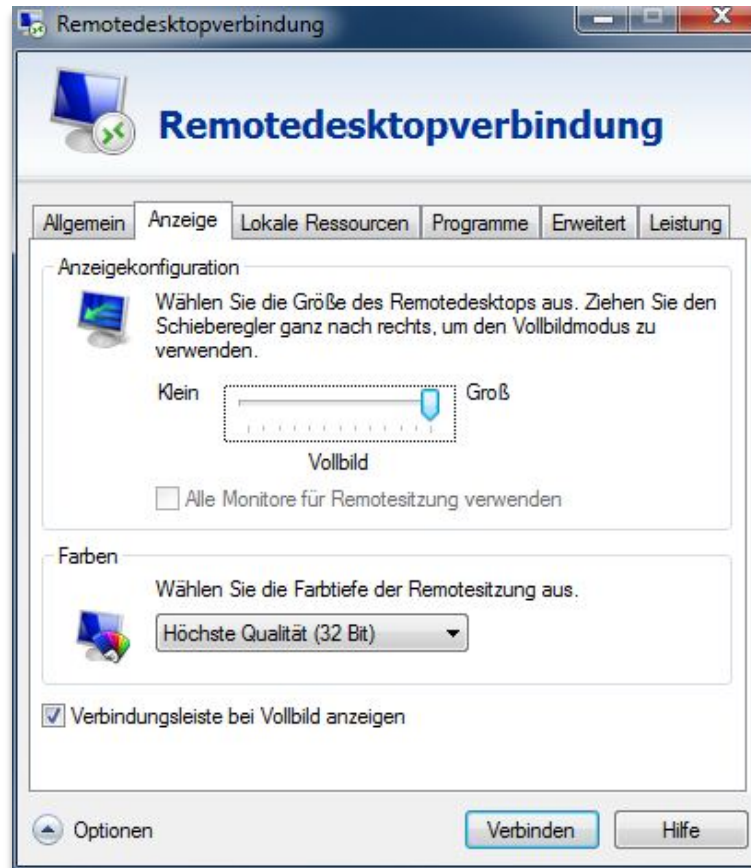 Remotedesktopverbindung
Remotedesktopverbindung
Allgemein Anzeige Lokale Ressourcen Programme Erweitert Leistung
Anzeigekonfiguration
Wählen Sie die Größe des Remotedesktops aus. Ziehen Sie den
Schieberegler ganz nach rechts, um den Vollbildmodus zu
verwenden.
Klein Groß
Vollbild
Alle Monitore für Remotesitzung verwenden
Farben
Wählen Sie die Farbtiefe der Remotesitzung aus.
Höchste Qualität (32 Bit)
Verbindungsleiste bei Vollbild anzeigen
Optionen Verbinden Hilfe